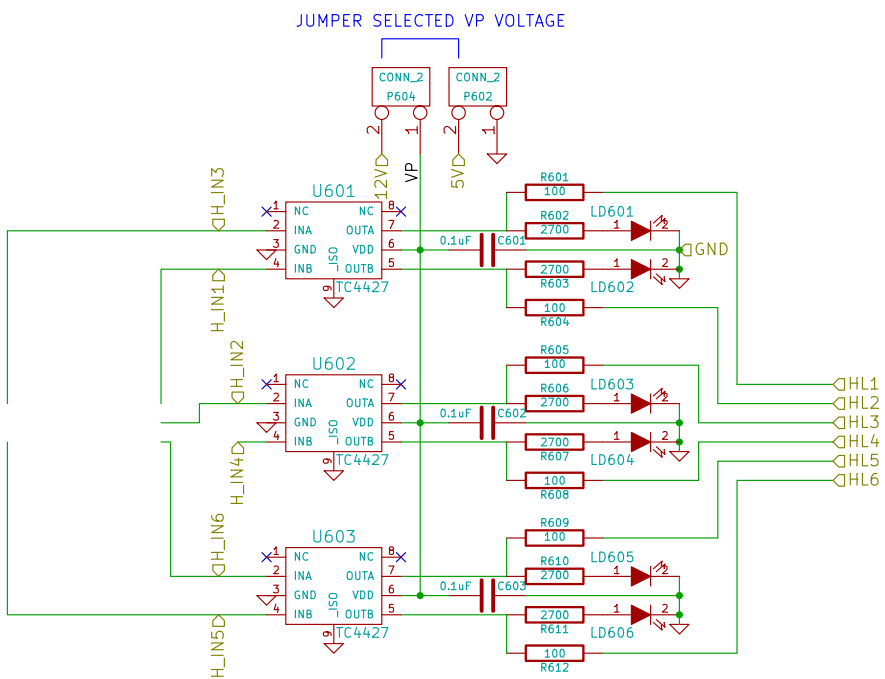 JUMPER SELECTED VP VOLTAGE
CONN_2
P604
CONN_2
P602
2
1
2
1
12V
VP
5V
H_IN3
U601
1 NC NC 8
2 INA OUTA 7
3 GND VDD 6
4 INB OUTB 5
_ISO
9
TC4427
H_IN1
R601
100
R602
2700
LD601
1 2
0.1uF C601
GND
2700
R603
1 2
LD602
100
R604
H_IN2
U602
1 NC NC 8
2 INA OUTA 7
3 GND VDD 6
4 INB OUTB 5
_ISO
9
TC4427
H_IN4
R605
100
R606
2700
LD603
1 2
0.1uF C602
2700
R607
1 2
LD604
100
R608
HL1
HL2
HL3
HL4
HL5
HL6
H_IN6
U603
1 NC NC 8
2 INA OUTA 7
3 GND VDD 6
4 INB OUTB 5
_ISO
9
TC4427
H_IN5
R609
100
R610
2700
LD605
1 2
0.1uF C603
2700
R611
1 2
LD606
100
R612